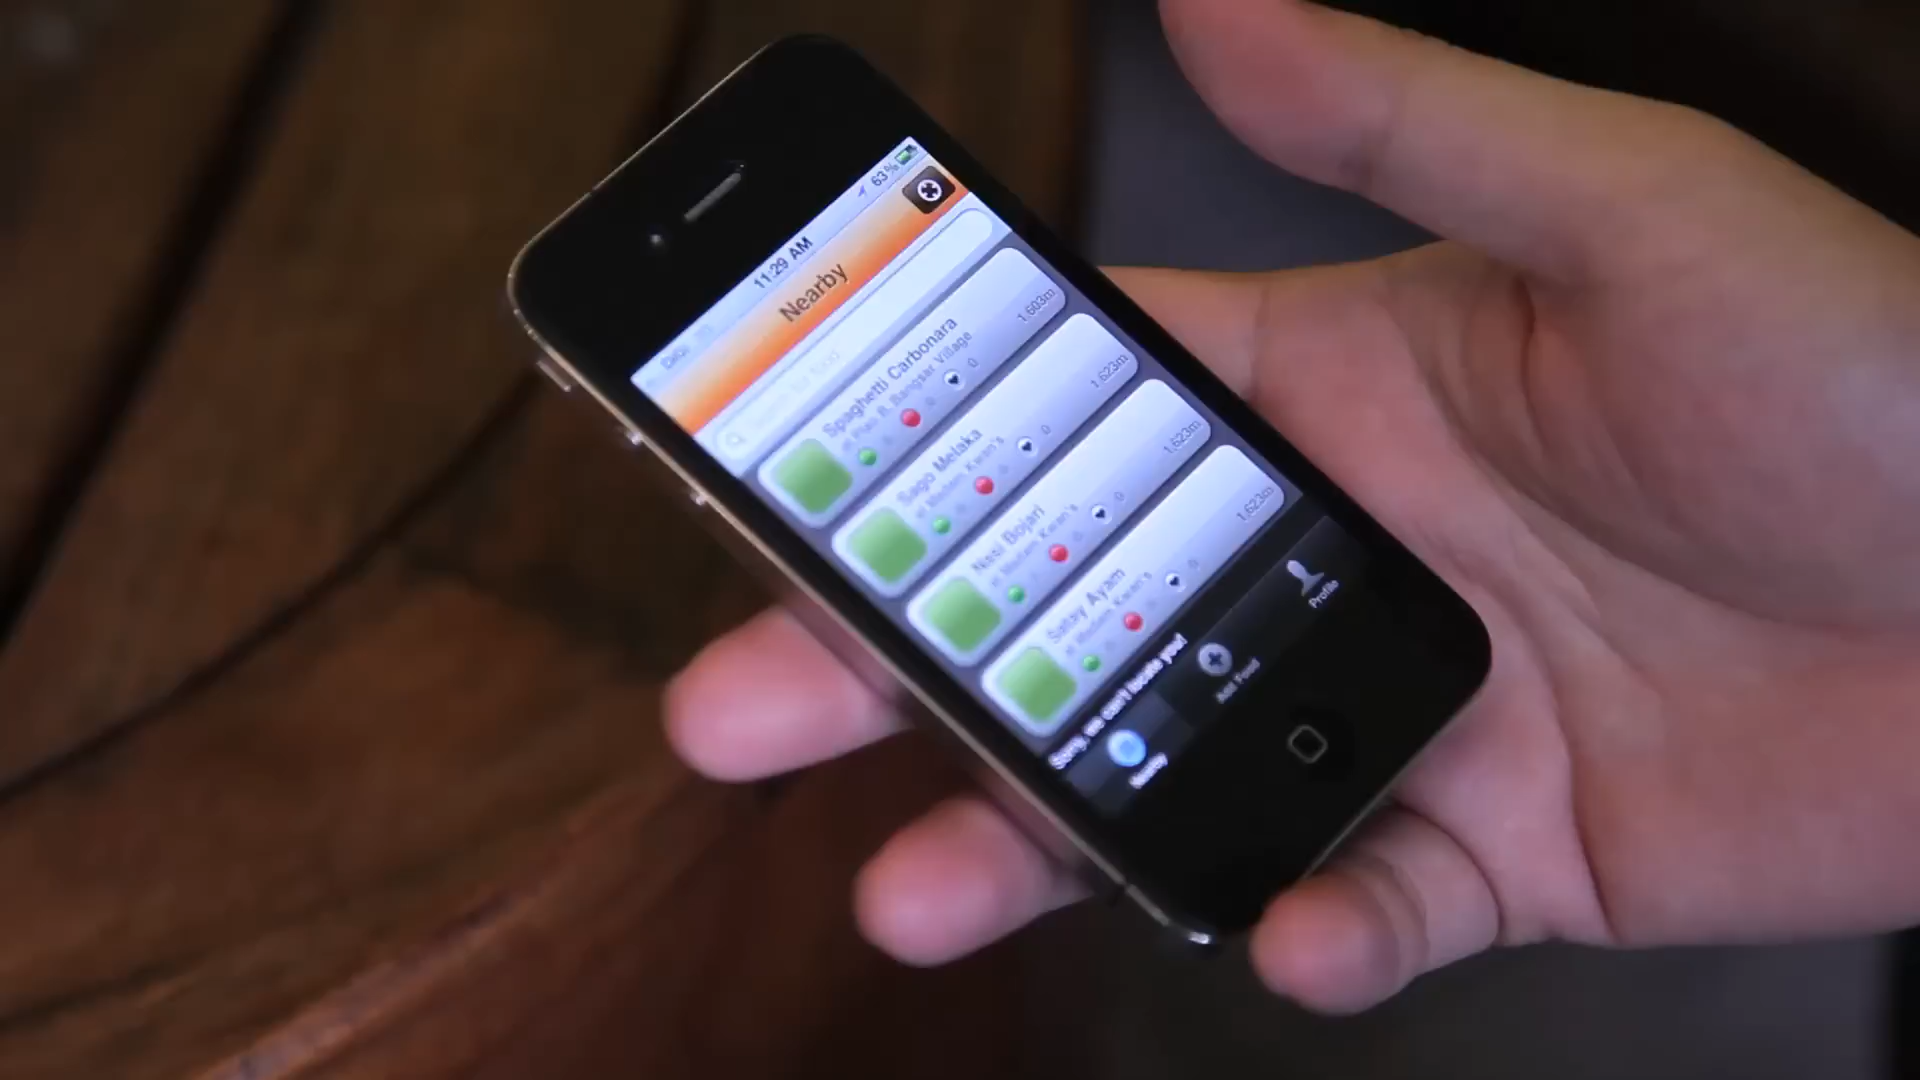 11:29 AM
63%
Nearby
Spaghetti Carbonara
at Plan B, Bangsar Village
0
1,603m
Sago Melaka
at Madam Kwan's
0
1,623m
Nasi Bojari
at Madam Kwan's
0
1,623m
Satay Ayam
at Madam Kwan's
0
1,623m
Sorry, we can't locate you!
Nearby
Add Food
Profile